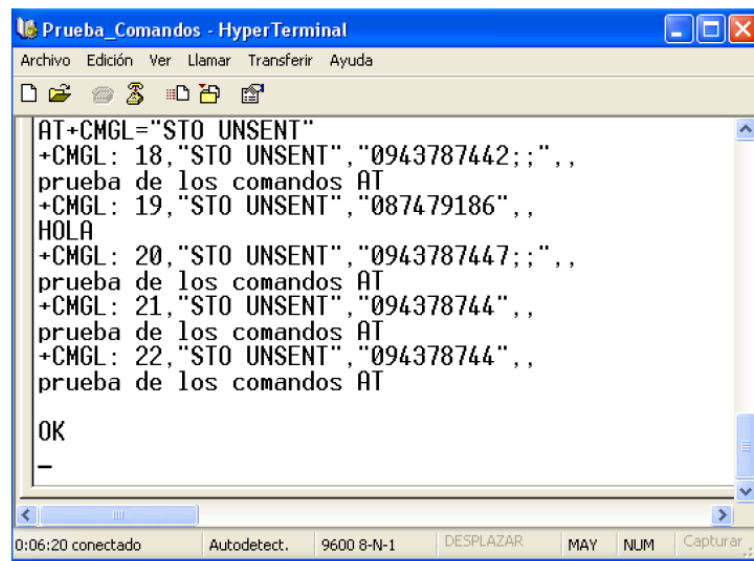 Prueba_Comandos - HyperTerminal
Archivo Edición Ver Llamar Transferir Ayuda
AT+CMGL="STO UNSENT"
+CMGL: 18,"STO UNSENT","0943787442;;",,
prueba de los comandos AT
+CMGL: 19,"STO UNSENT","087479186",,
HOLA
+CMGL: 20,"STO UNSENT","0943787447;;",,
prueba de los comandos AT
+CMGL: 21,"STO UNSENT","094378744",,
prueba de los comandos AT
+CMGL: 22,"STO UNSENT","094378744",,
prueba de los comandos AT
OK
0:06:20 conectado Autodetect. 9600 8-N-1 DESPLAZAR MAY NUM Capturar